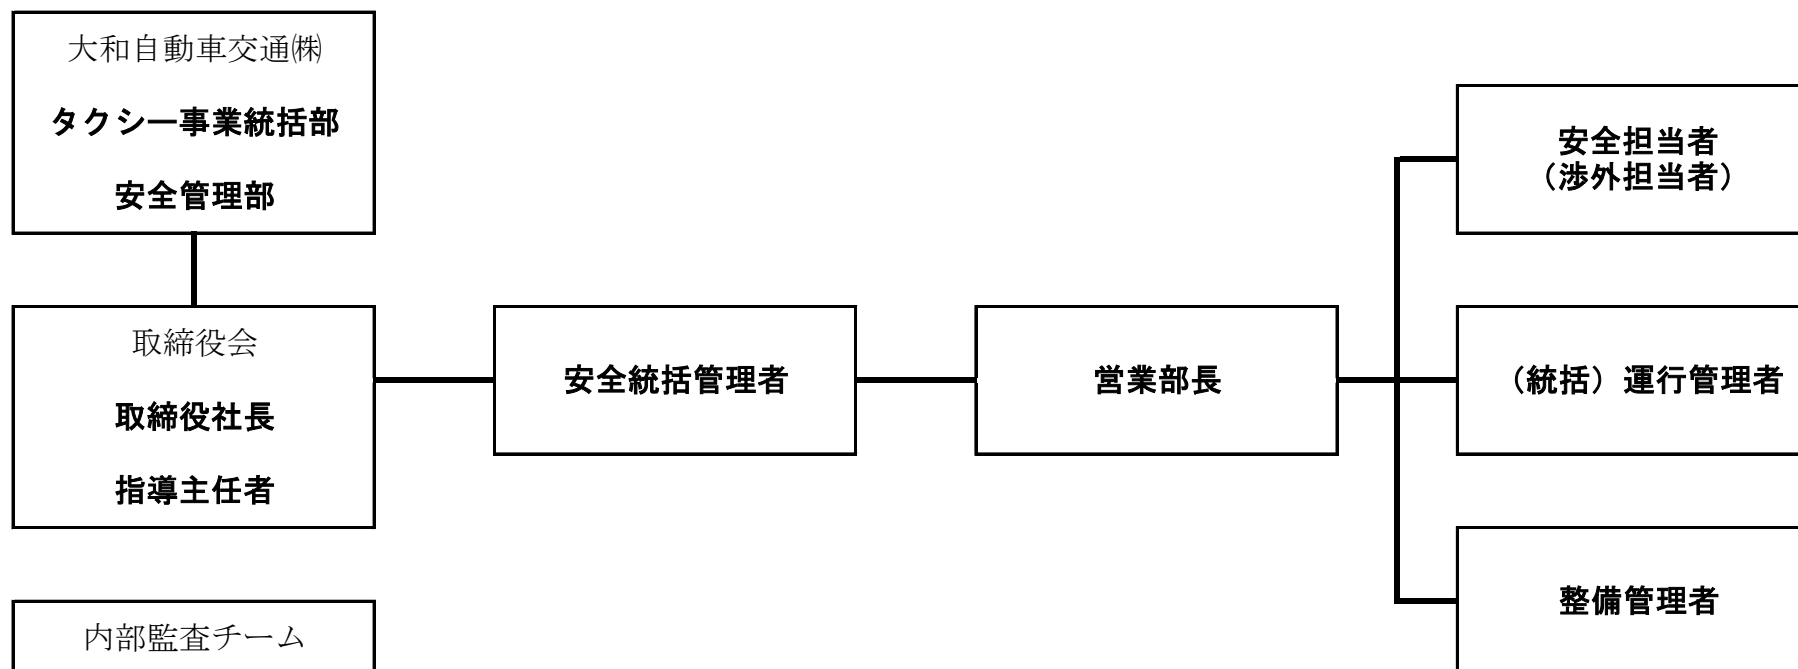 大和自動車交通㈱
タクシー事業統括部
安全管理部
取締役会
取締役社長
指導主任者
内部監査チーム
安全統括管理者
営業部長
安全担当者
（渉外担当者）
（統括）運行管理者
整備管理者